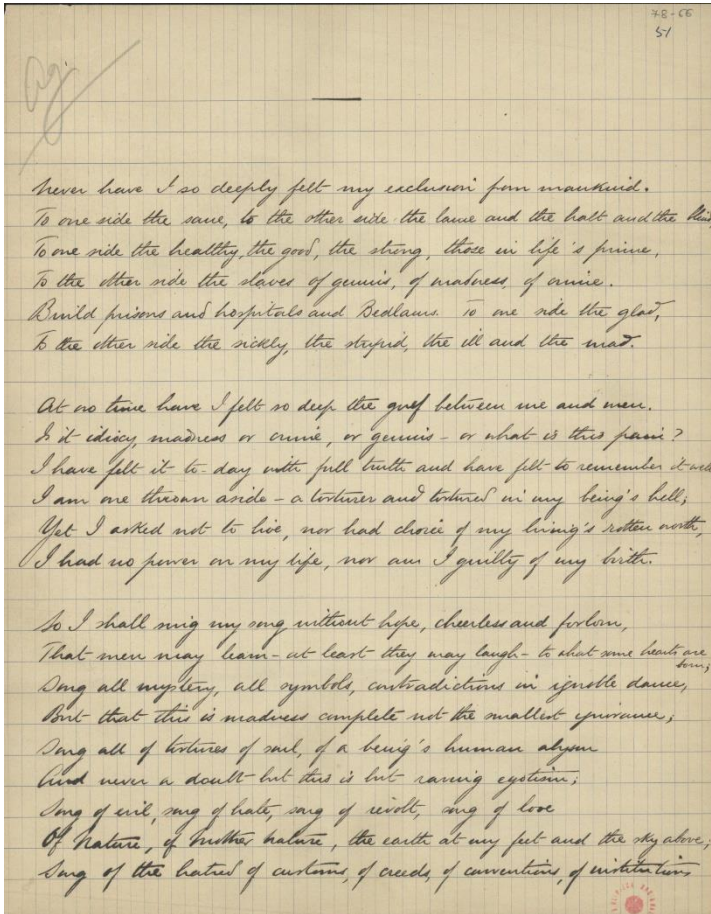 78-66
51
Never have I so deeply felt my exclusion from mankind.
To one side the sane, to the other side the lame and the halt and the blind,
To one side the healthy, the good, the strong, those in life's prime,
To the other side the slaves of genius, of madness, of crime.
Build prisons and hospitals and Bedlams. To one side the glad,
To the other side the sickly, the stupid, the ill and the mad.
At no time have I felt so deep the gulf between me and men.
Is it idiocy, madness or crime, or genius — or what is this pain?
I have felt it to-day with full truth and have felt to remember it well
I am one thrown aside — a torturer and tortured in my being's hell;
Yet I asked not to live, nor had choice of my living's rotten worth,
I had no power on my life, nor am I guilty of my birth.
So I shall sing my song without hope, cheerless and forlorn,
That men may learn — at least they may laugh — to what some hearts are born;
Song all mystery, all symbols, contradictions in ignoble dance,
But that this is madness complete not the smallest ignorance;
Song all of tortures of soul, of a being's human abysm
And never a doubt but this is but raving egotism;
Song of evil, song of hate, song of revolt, song of love
Of Nature, of mother nature, the earth at my feet and the sky above;
Song of the hatred of customs, of creeds, of conventions, of institutions